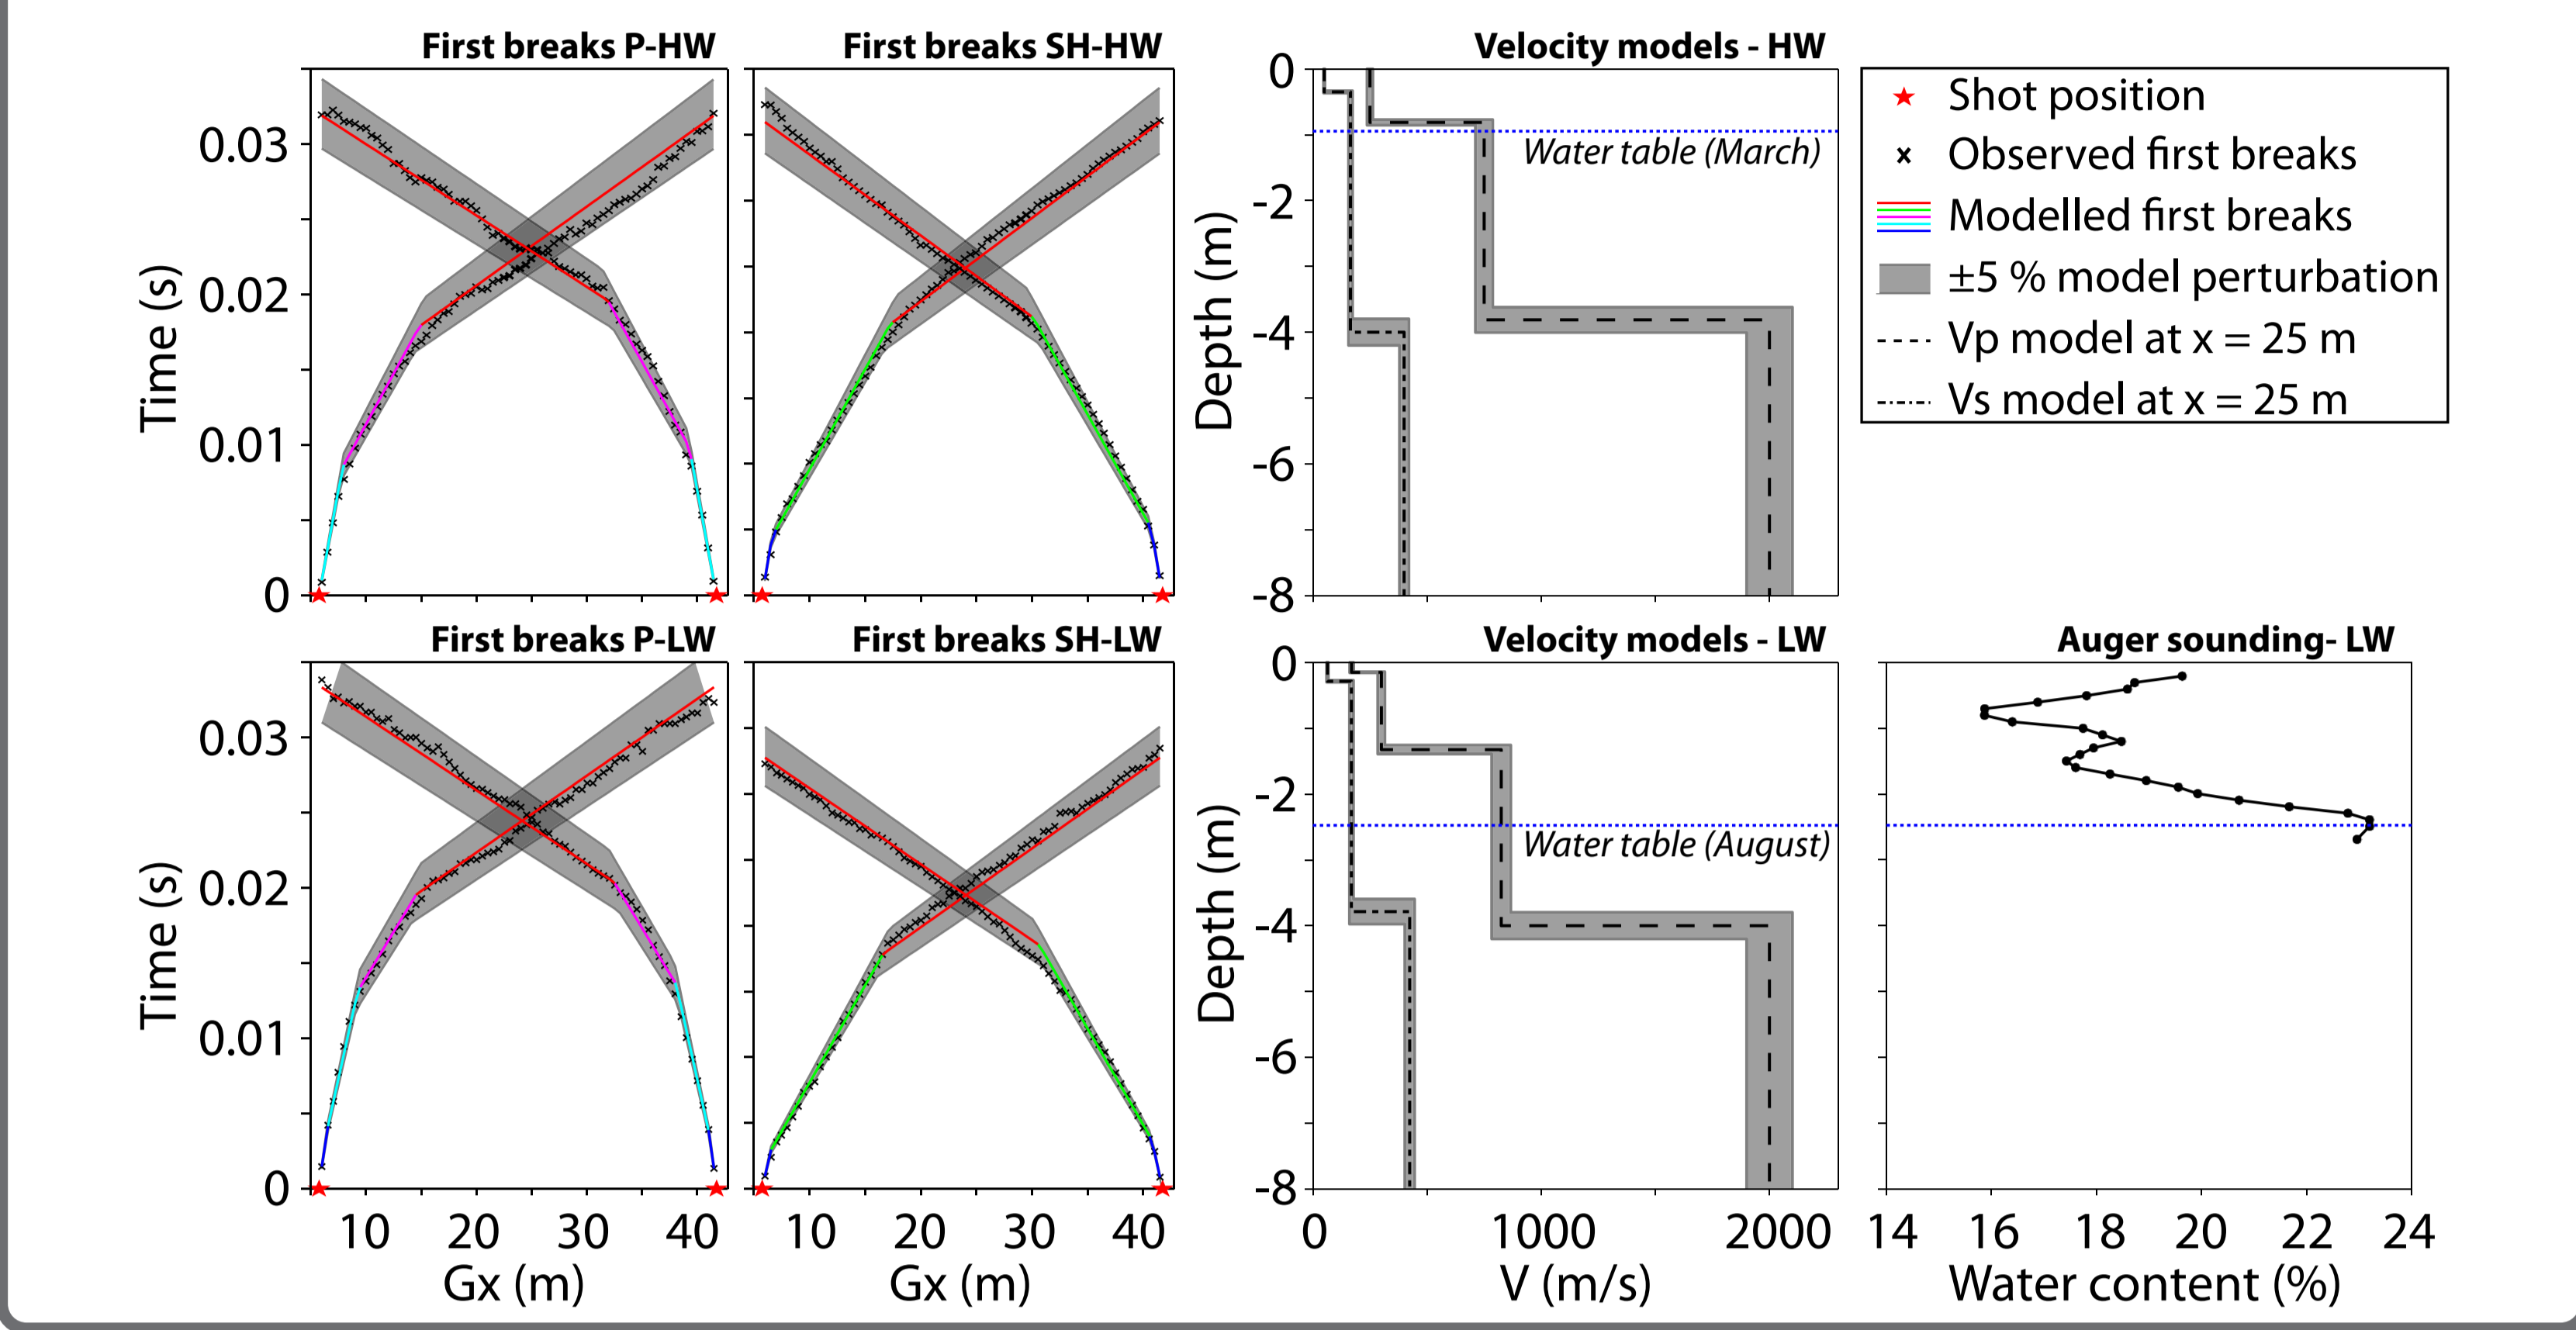 First breaks P-HW
First breaks SH-HW
Velocity models - HW
Time (s)
0.03
0.02
0.01
0
Depth (m)
0
-2
-4
-6
-8
Water table (March)
Shot position
Observed first breaks
Modelled first breaks
±5 % model perturbation
Vp model at x = 25 m
Vs model at x = 25 m
First breaks P-LW
First breaks SH-LW
Velocity models - LW
Auger sounding- LW
Time (s)
0.03
0.02
0.01
0
Depth (m)
0
-2
-4
-6
-8
Water table (August)
10 20 30 40
Gx (m)
10 20 30 40
Gx (m)
0 1000 2000
V (m/s)
14 16 18 20 22 24
Water content (%)